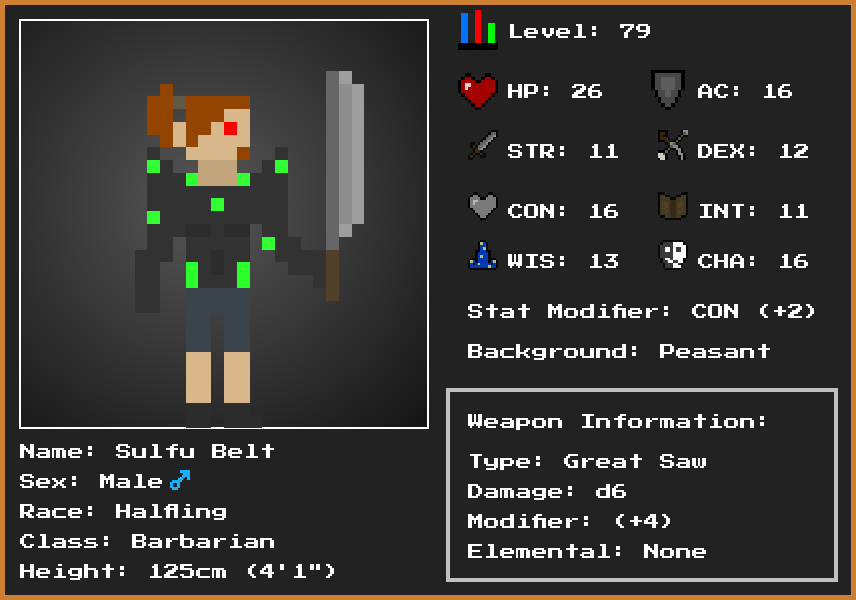 Level: 79
HP: 26 AC: 16
STR: 11 DEX: 12
CON: 16 INT: 11
WIS: 13 CHA: 16
Stat Modifier: CON (+2)
Background: Peasant
Weapon Information:
Type: Great Saw
Damage: d6
Modifier: (+4)
Elemental: None
Name: Sulfu Belt
Sex: Male♂
Race: Halfling
Class: Barbarian
Height: 125cm (4'1")